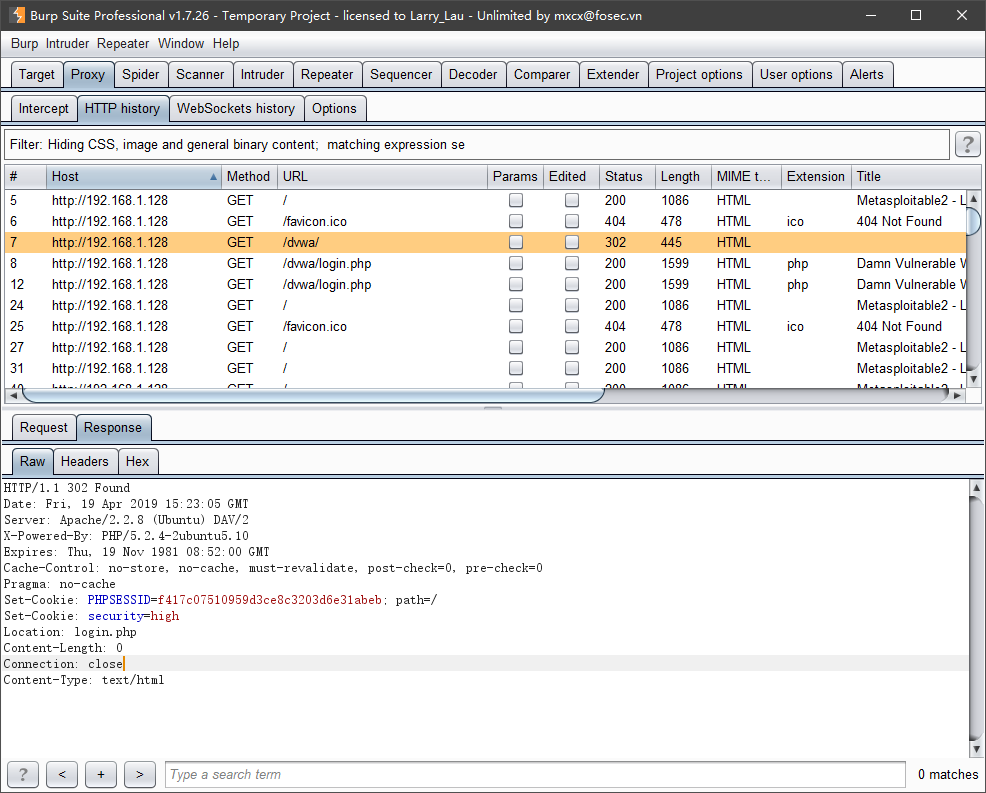 Burp Suite Professional v1.7.26 - Temporary Project - licensed to Larry_Lau - Unlimited by mxcx@fosec.vn
Burp Intruder Repeater Window Help
Target Proxy Spider Scanner Intruder Repeater Sequencer Decoder Comparer Extender Project options User options Alerts
Intercept HTTP history WebSockets history Options
Filter: Hiding CSS, image and general binary content; matching expression se ?
# Host Method URL Params Edited Status Length MIME t... Extension Title
5 http://192.168.1.128 GET / 200 1086 HTML Metasploitable2 - L
6 http://192.168.1.128 GET /favicon.ico 404 478 HTML ico 404 Not Found
7 http://192.168.1.128 GET /dvwa/ 302 445 HTML
8 http://192.168.1.128 GET /dvwa/login.php 200 1599 HTML php Damn Vulnerable W
12 http://192.168.1.128 GET /dvwa/login.php 200 1599 HTML php Damn Vulnerable W
24 http://192.168.1.128 GET / 200 1086 HTML Metasploitable2 - L
25 http://192.168.1.128 GET /favicon.ico 404 478 HTML ico 404 Not Found
27 http://192.168.1.128 GET / 200 1086 HTML Metasploitable2 - L
31 http://192.168.1.128 GET / 200 1086 HTML Metasploitable2 - L
Request Response
Raw Headers Hex
HTTP/1.1 302 Found
Date: Fri, 19 Apr 2019 15:23:05 GMT
Server: Apache/2.2.8 (Ubuntu) DAV/2
X-Powered-By: PHP/5.2.4-2ubuntu5.10
Expires: Thu, 19 Nov 1981 08:52:00 GMT
Cache-Control: no-store, no-cache, must-revalidate, post-check=0, pre-check=0
Pragma: no-cache
Set-Cookie: PHPSESSID=f417c07510959d3ce8c3203d6e31abeb; path=/
Set-Cookie: security=high
Location: login.php
Content-Length: 0
Connection: close
Content-Type: text/html
? < + > Type a search term 0 matches